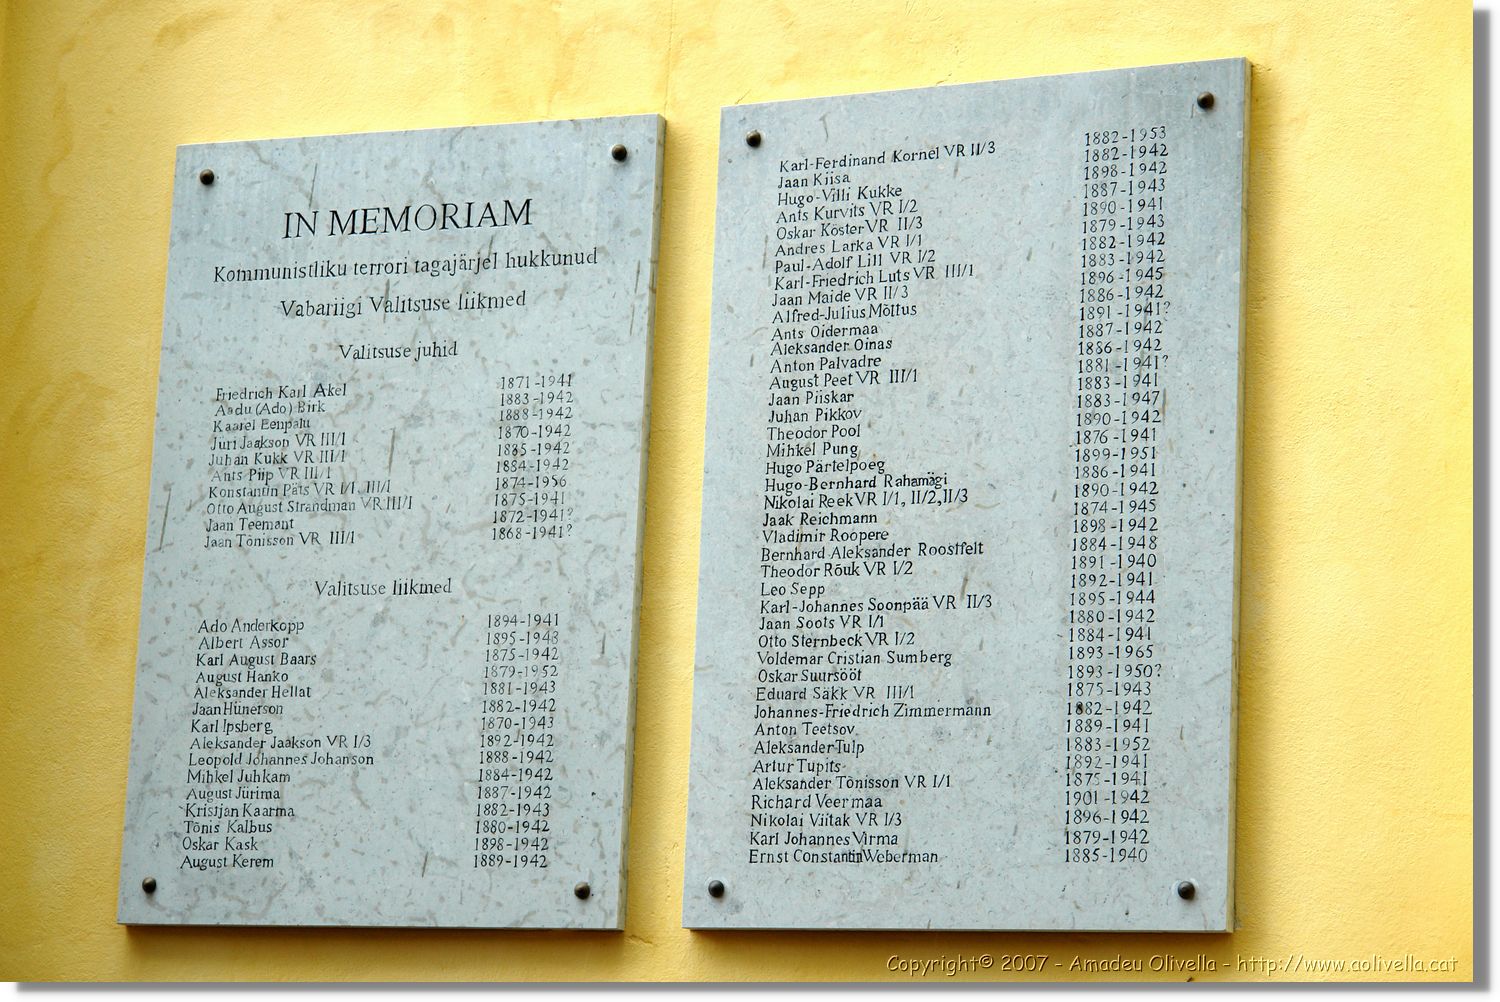 IN MEMORIAM
Kommunistliku terrori tagajärjel hukkunud
Vabariigi Valitsuse liikmed
Valitsuse juhid
Friedrich Karl Akel 1871-1941
Aadu (Ado) Birk 1883-1942
Kaarel Eenpalu 1888-1942
Jüri Jaakson VR III/I 1870-1942
Juhan Kukk VR III/I 1885-1942
Ants Piip VR III/I 1884-1942
Konstantin Päts VR I/I, III/I 1874-1956
Otto August Strandman VR III/I 1875-1941
Jaan Teemant 1872-1941?
Jaan Tõnisson VR III/I 1868-1941?
Valitsuse liikmed
Ado Anderkopp 1894-1941
Albert Assor 1895-1943
Karl August Baars 1875-1942
August Hanko 1879-1952
Aleksander Hellat 1881-1943
Jaan Hünerson 1882-1942
Karl Ipsberg 1870-1943
Aleksander Jaakson VR I/3 1892-1942
Leopold Johannes Johanson 1888-1942
Mihkel Juhkam 1884-1942
August Jürima 1887-1942
Kristjan Kaarma 1882-1943
Tõnis Kalbus 1880-1942
Oskar Kask 1898-1942
August Kerem 1889-1942
Karl-Ferdinand Kornel VR II/3 1882-1953
Jaan Kiisa 1882-1942
Hugo-Villi Kukke 1898-1942
Ants Kurvits VR I/2 1887-1943
Oskar Köster VR II/3 1890-1941
Andres Larka VR I/I 1879-1943
Paul-Adolf Lill VR I/2 1882-1942
Karl-Friedrich Luts VR III/I 1883-1942
Jaan Maide VR II/3 1896-1945
Alfred-Julius Mõttus 1886-1942
Ants Oidermaa 1891-1941?
Aleksander Oinas 1887-1942
Anton Palvadre 1886-1942
August Peet VR III/I 1881-1941?
Jaan Piiskar 1883-1941
Juhan Pikkov 1883-1947
Theodor Pool 1890-1942
Mihkel Pung 1876-1941
Hugo Pärtelpoeg 1899-1951
Hugo-Bernhard Rahamägi 1886-1941
Nikolai Reek VR I/1, II/2, II/3 1890-1942
Jaak Reichmann 1874-1945
Vladimir Roopere 1898-1942
Bernhard Aleksander Roostfelt 1884-1948
Theodor Rõuk VR I/2 1891-1940
Leo Sepp 1892-1941
Karl-Johannes Soonpää VR II/3 1895-1944
Jaan Soots VR I/I 1880-1942
Otto Sternbeck VR I/2 1884-1941
Voldemar Cristian Sumberg 1893-1965
Oskar Suursööt 1893-1950?
Eduard Säkk VR III/I 1875-1943
Johannes-Friedrich Zimmermann 1882-1942
Anton Teetsov 1889-1941
Aleksander Tulp 1883-1952
Artur Tupits 1892-1941
Aleksander Tõnisson VR I/I 1875-1941
Richard Veermaa 1901-1942
Nikolai Viitak VR I/3 1896-1942
Karl Johannes Virma 1879-1942
Ernst Constantin Weberman 1885-1940
Copyright© 2007 - Amadeu Olivella - http://www.aolivella.cat